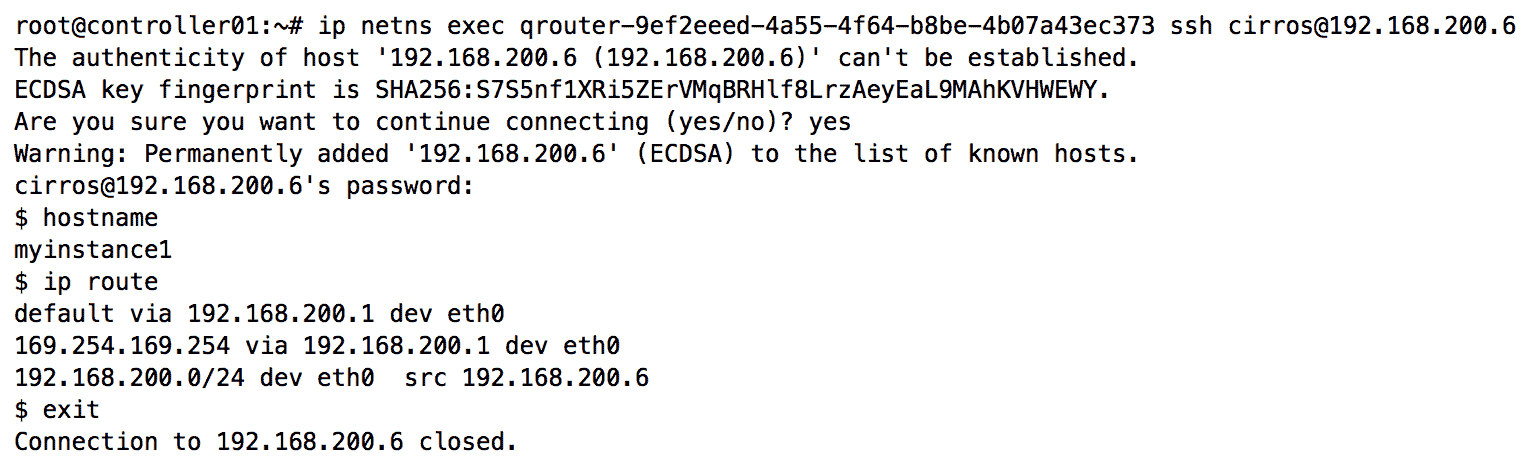 root@controller01:~# ip netns exec qrouter-9ef2eeed-4a55-4f64-b8be-4b07a43ec373 ssh cirros@192.168.200.6
The authenticity of host '192.168.200.6 (192.168.200.6)' can't be established.
ECDSA key fingerprint is SHA256:S7S5nf1XRi5ZErVMqBRHlf8LrzAeyEaL9MAhKVHWEWY.
Are you sure you want to continue connecting (yes/no)? yes
Warning: Permanently added '192.168.200.6' (ECDSA) to the list of known hosts.
cirros@192.168.200.6's password:
$ hostname
myinstance1
$ ip route
default via 192.168.200.1 dev eth0
169.254.169.254 via 192.168.200.1 dev eth0
192.168.200.0/24 dev eth0  src 192.168.200.6
$ exit
Connection to 192.168.200.6 closed.